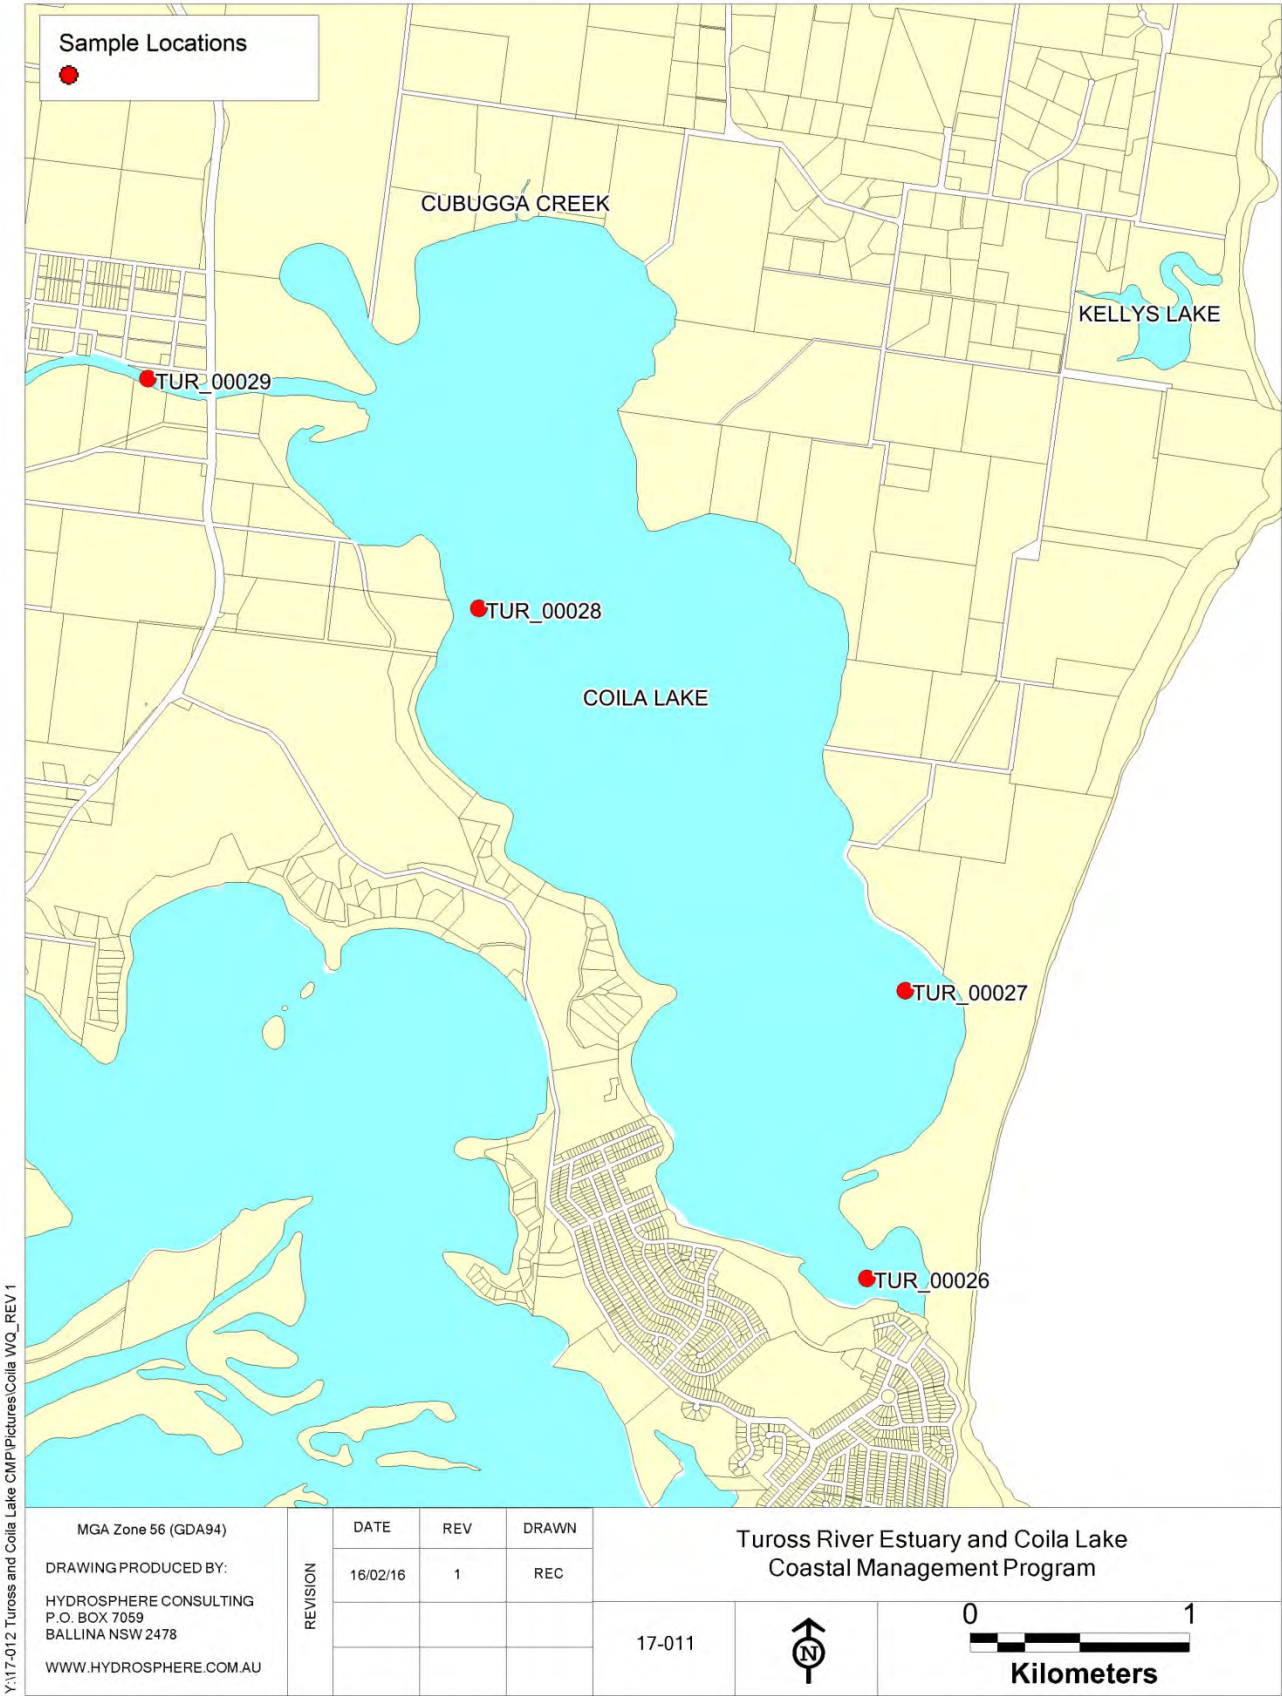 Sample Locations
CUBUGGA CREEK
KELLYS LAKE
TUR_00029
TUR_00028
COILA LAKE
TUR_00027
TUR_00026
Y:\17-012 Tuross and Coila Lake CMP\Pictures\Coila WQ_REV 1
MGA Zone 56 (GDA94)
DRAWING PRODUCED BY:
HYDROSPHERE CONSULTING
P.O. BOX 7059
BALLINA NSW 2478
WWW.HYDROSPHERE.COM.AU
REVISION
DATE REV DRAWN
16/02/16 1 REC
Tuross River Estuary and Coila Lake
Coastal Management Program
17-011
N
0 1
Kilometers